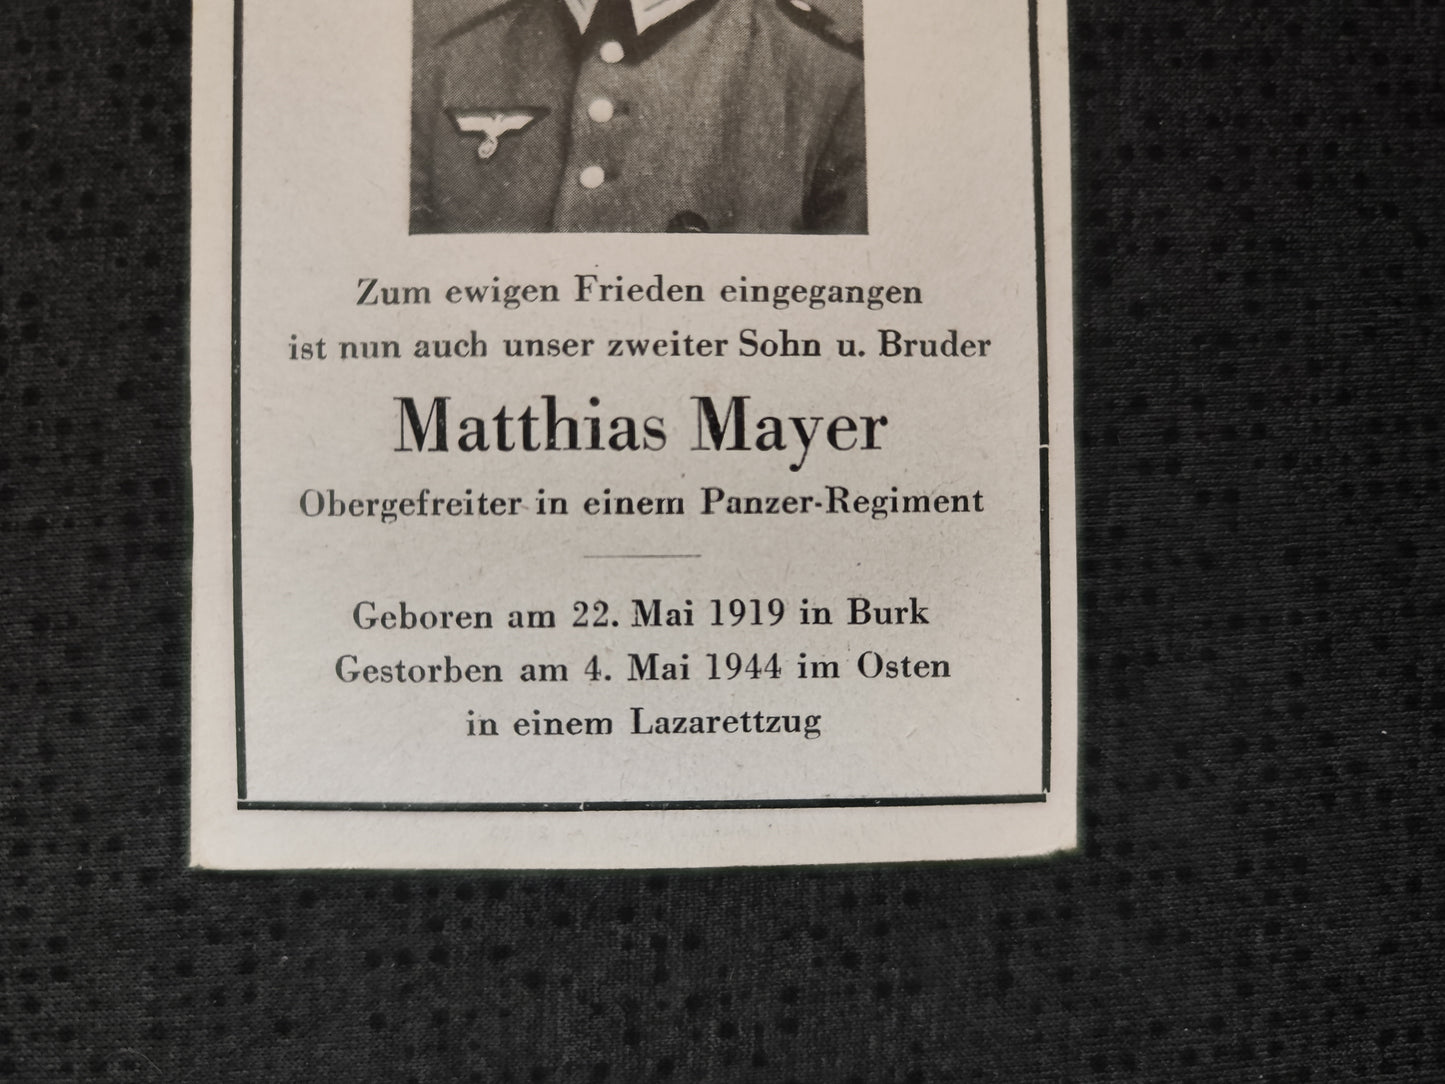 Zum ewigen Frieden eingegangen
ist nun auch unser zweiter Sohn u. Bruder
Matthias Mayer
Obergefreiter in einem Panzer-Regiment
Geboren am 22. Mai 1919 in Burk
Gestorben am 4. Mai 1944 im Osten
in einem Lazarettzug